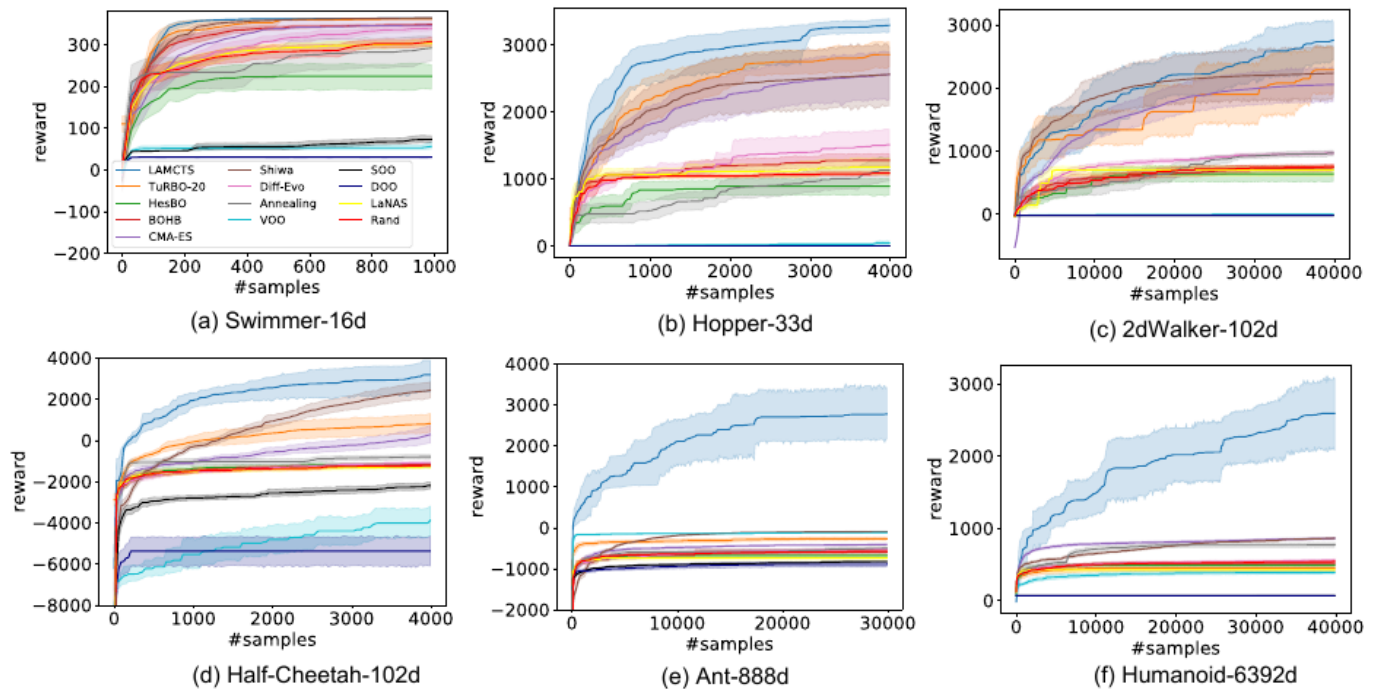 300
200
100
0
−100
−200
reward
LAMCTS
TuRBO-20
HesBO
BOHB
CMA-ES
Shiwa
Diff-Evo
Annealing
VOO
SOO
DOO
LaNAS
Rand
0 200 400 600 800 1000
#samples
(a) Swimmer-16d
3000
2000
1000
0
reward
0 1000 2000 3000 4000
#samples
(b) Hopper-33d
3000
2000
1000
0
reward
0 10000 20000 30000 40000
#samples
(c) 2dWalker-102d
4000
2000
0
−2000
−4000
−6000
−8000
reward
0 1000 2000 3000 4000
#samples
(d) Half-Cheetah-102d
4000
3000
2000
1000
0
−1000
−2000
reward
0 10000 20000 30000
#samples
(e) Ant-888d
3000
2000
1000
0
reward
0 10000 20000 30000 40000
#samples
(f) Humanoid-6392d